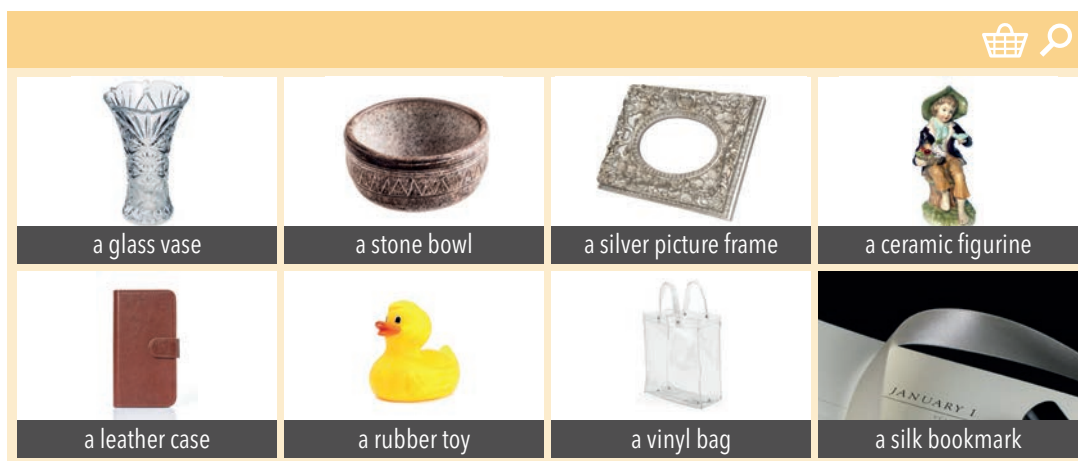 a glass vase
a stone bowl
a silver picture frame
a ceramic figurine
JANUARY 1
a leather case
a rubber toy
a vinyl bag
a silk bookmark